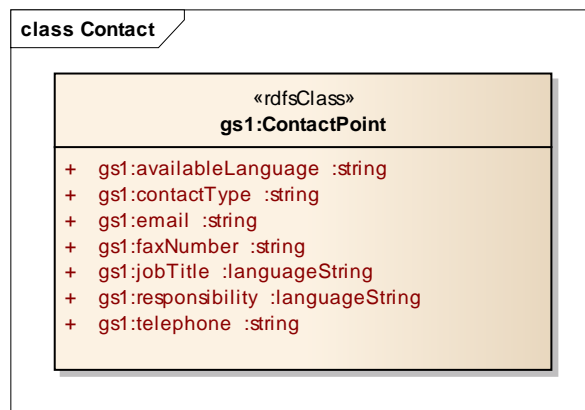 class Contact
«rdfsClass»
gs1:ContactPoint
+ gs1:availableLanguage :string
+ gs1:contactType :string
+ gs1:email :string
+ gs1:faxNumber :string
+ gs1:jobTitle :languageString
+ gs1:responsibility :languageString
+ gs1:telephone :string